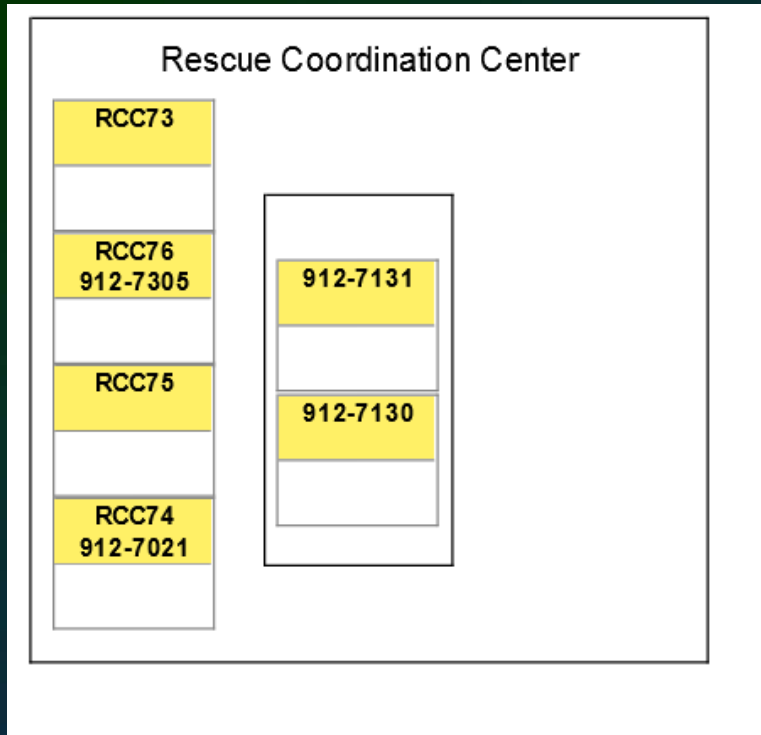 Rescue Coordination Center
RCC73
RCC76
912-7305
RCC75
RCC74
912-7021
912-7131
912-7130